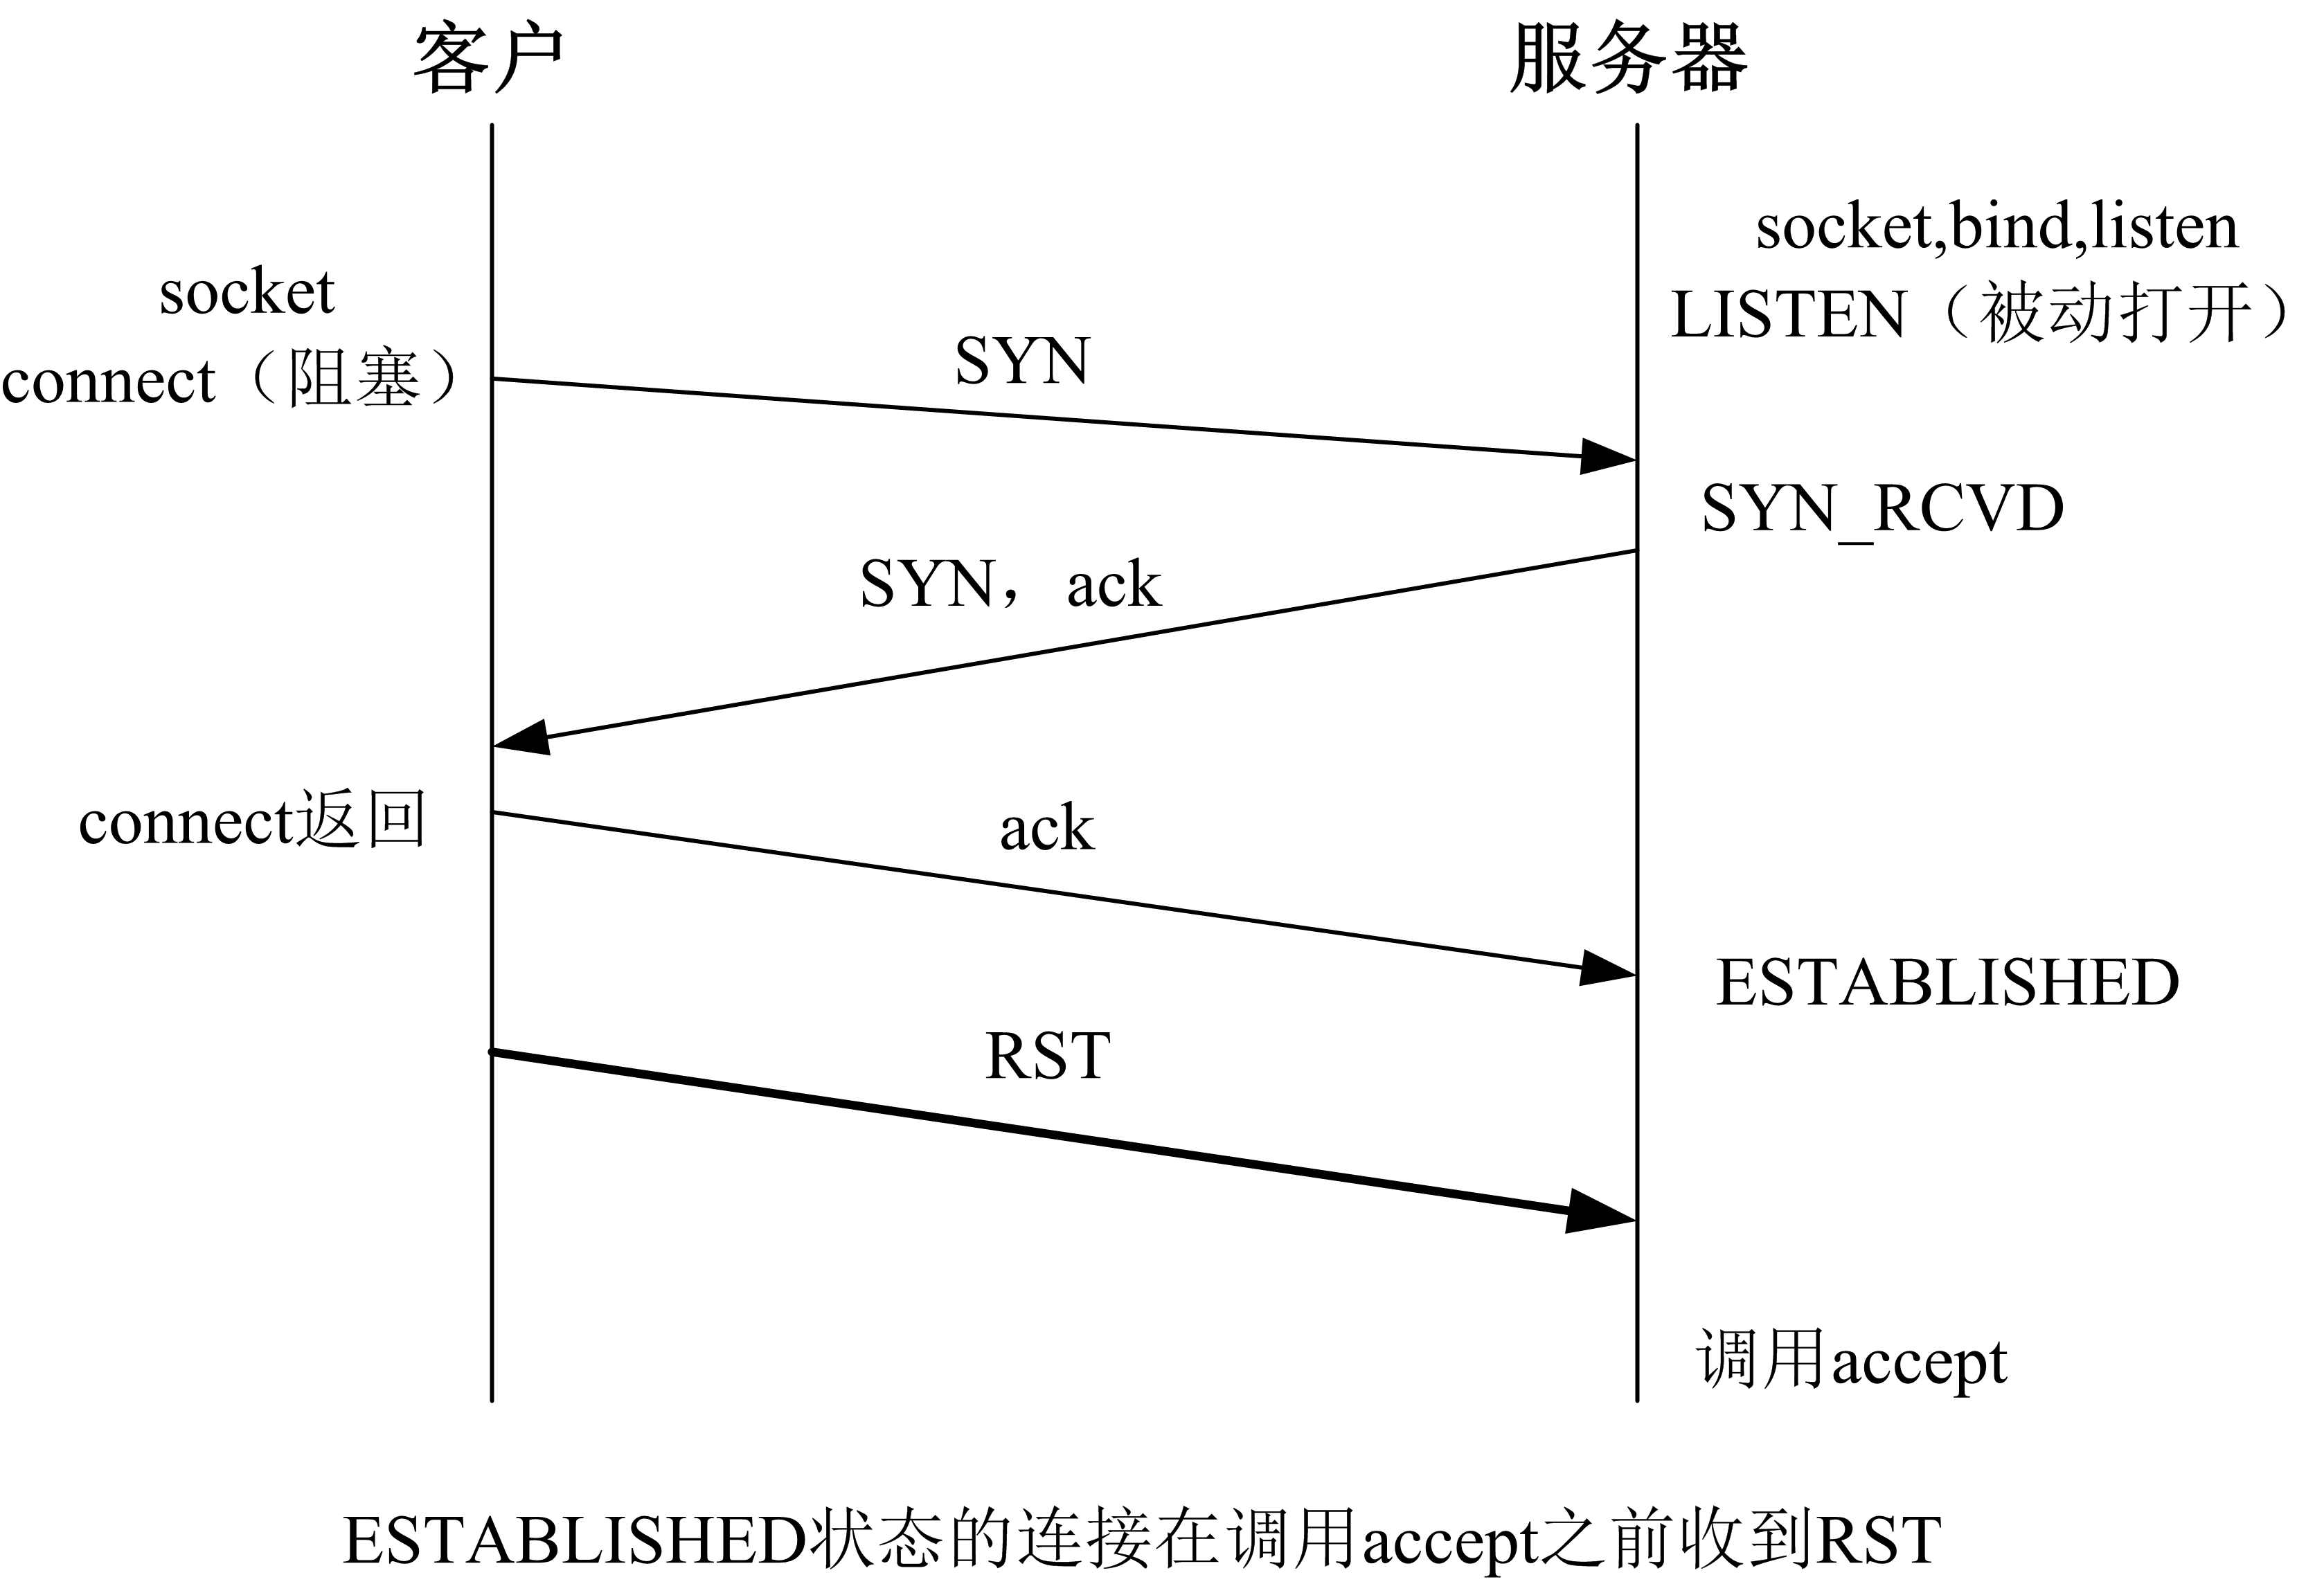 客户
服务器
socket,bind,listen
LISTEN（被动打开）
socket
connect（阻塞）
SYN
SYN_RCVD
SYN，ack
connect返回
ack
ESTABLISHED
RST
调用accept
ESTABLISHED状态的连接在调用accept之前收到RST